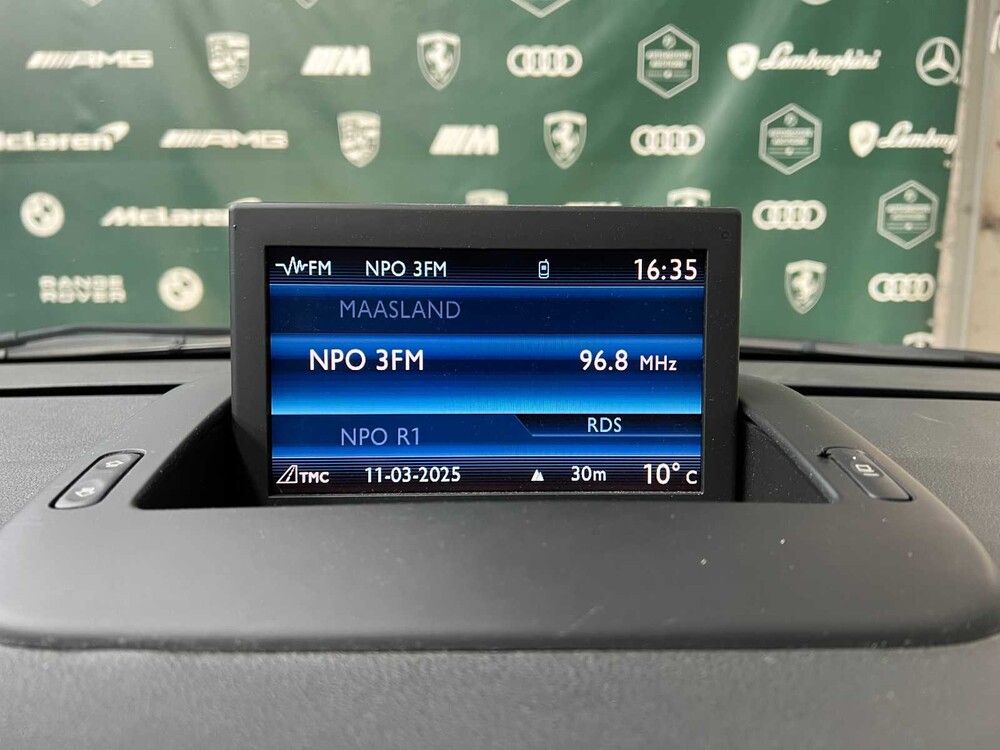 AMG
M
Lamborghini
McLaren
AMG
M
Lamborg
McLaren
RANGE
ROVER
FM NPO 3FM 16:35
MAASLAND
NPO 3FM 96.8 MHz
RDS
NPO R1
TMC 11-03-2025 30m 10° C